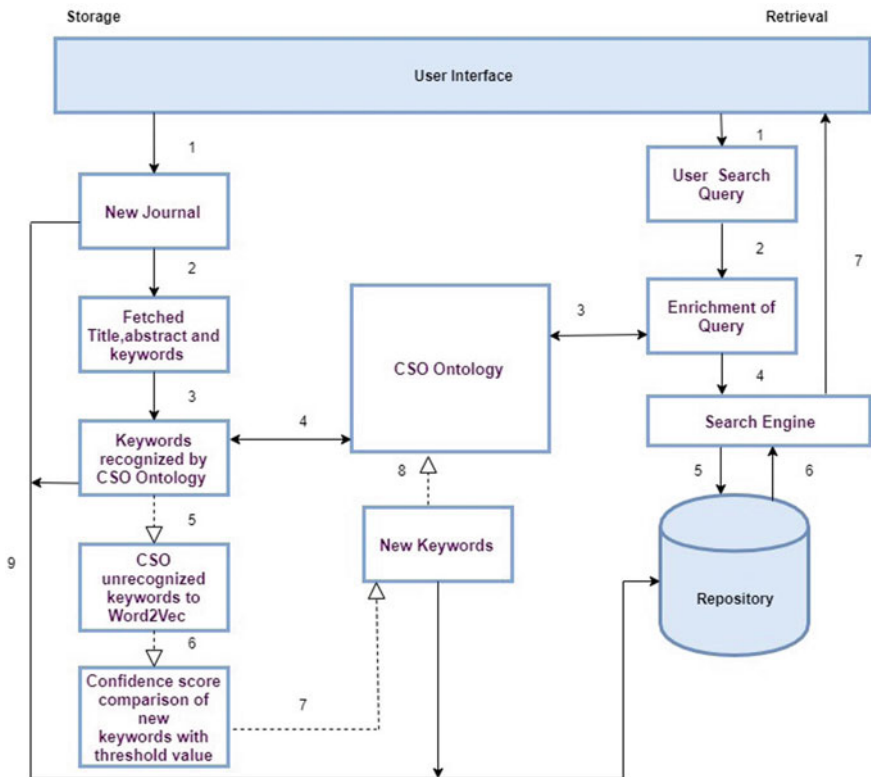 Storage
Retrieval
User Interface
1
1
New Journal
User Search
Query
2
2
7
Fetched
Title,abstract and
keywords
3
Enrichment of
Query
CSO Ontology
3
4
Keywords
recognized by
CSO Ontology
4
Search Engine
8
5
6
5
New Keywords
9
CSO
unrecognized
keywords to
Word2Vec
Repository
6
Confidence score
comparison of
new
keywords with
threshold value
7